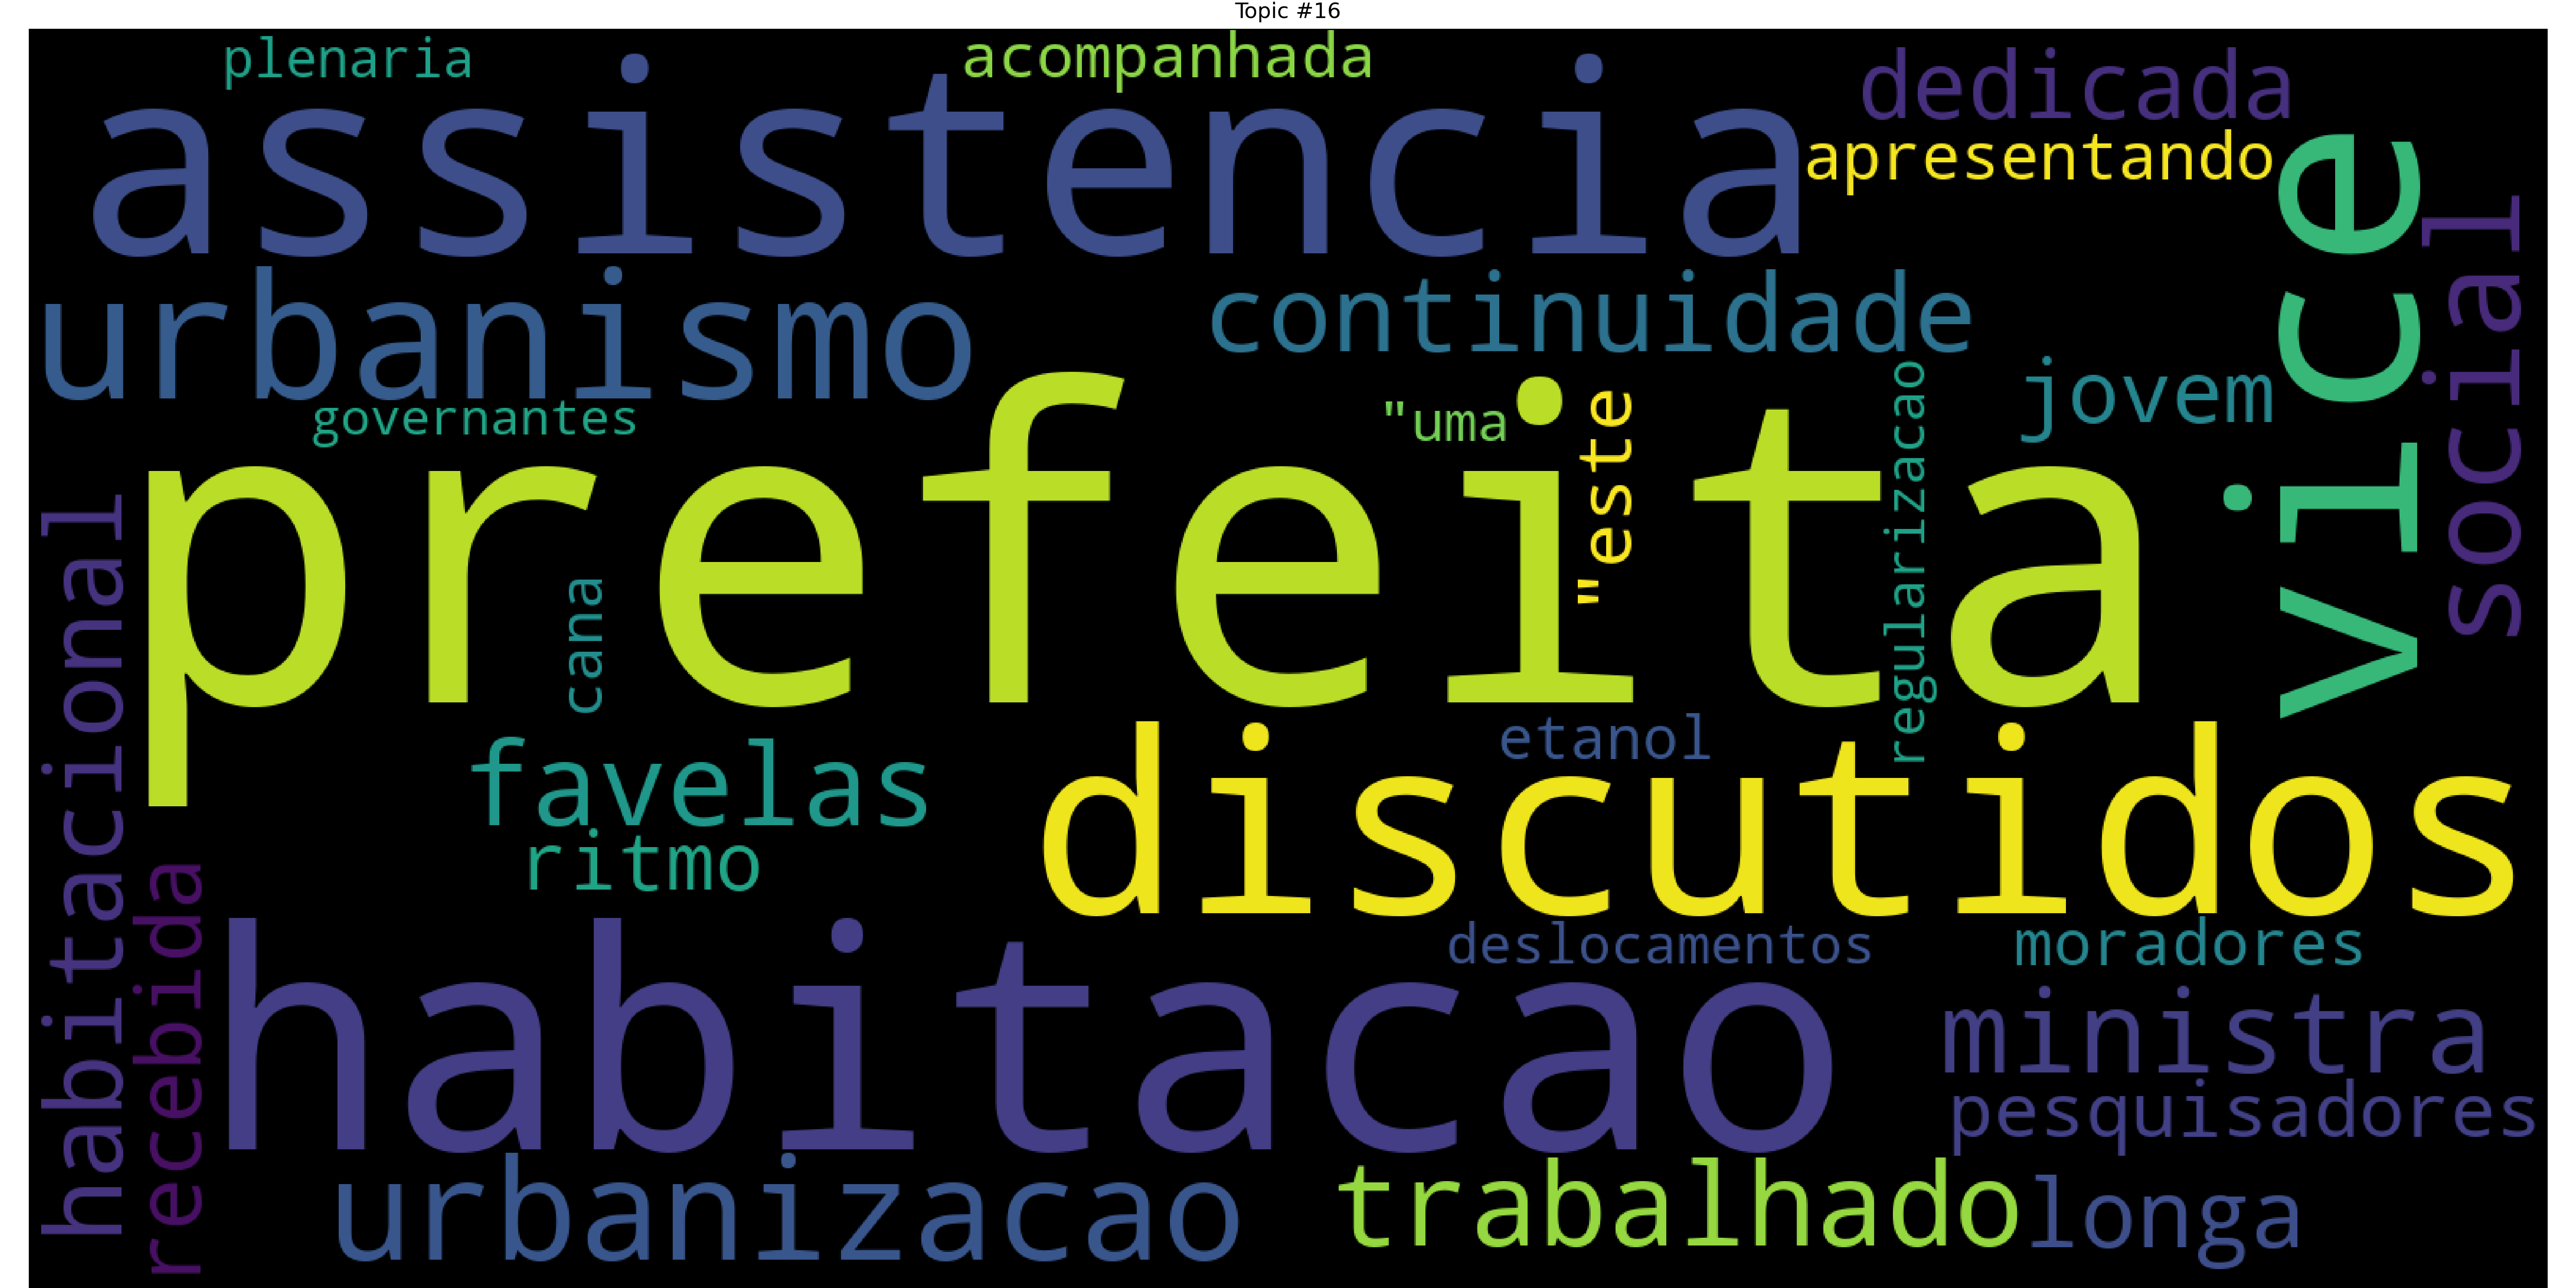 Topic #16
plenaria
acompanhada
dedicada
assistencia
apresentando
vice
social
urbanismo
continuidade
jovem
governantes
"uma
"este
regularizacao
prefeita
habitacional
cana
etanol
favelas
discutidos
ritmo
recebida
deslocamentos
moradores
habitacao
ministra
pesquisadores
urbanizacao
trabalhado
longa